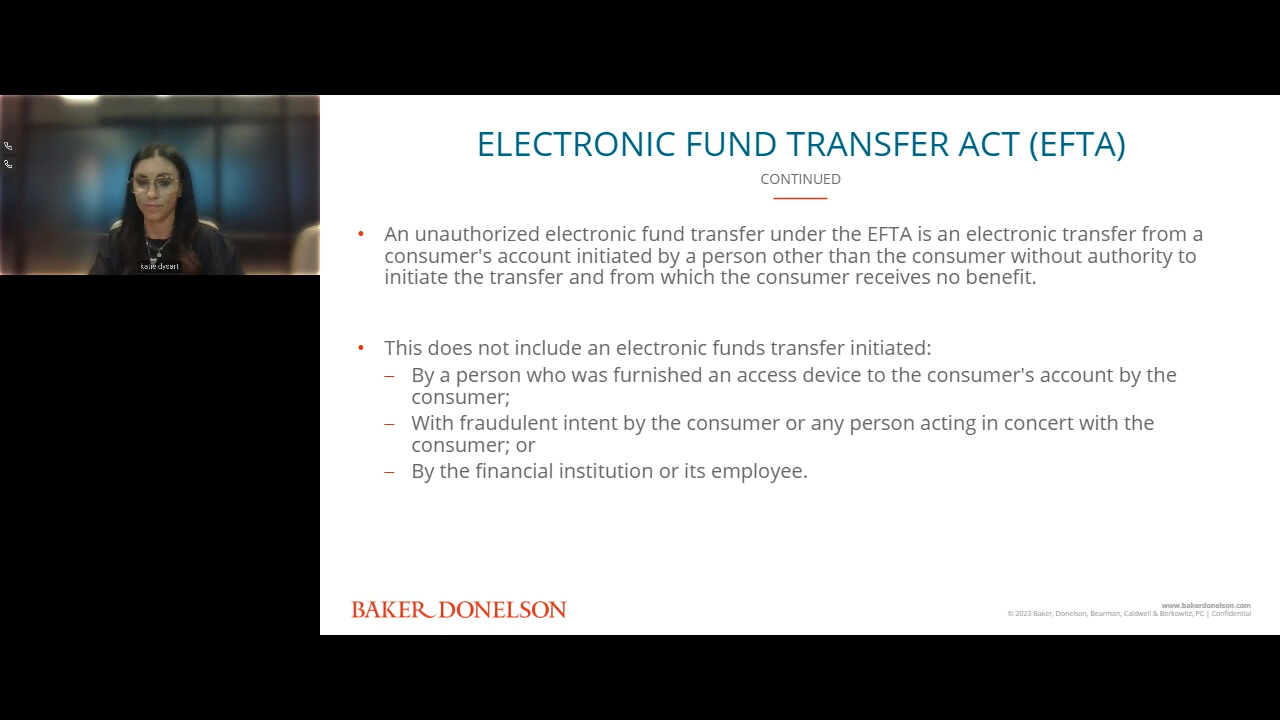 katie dysart
ELECTRONIC FUND TRANSFER ACT (EFTA)
CONTINUED
• An unauthorized electronic fund transfer under the EFTA is an electronic transfer from a
consumer's account initiated by a person other than the consumer without authority to
initiate the transfer and from which the consumer receives no benefit.
• This does not include an electronic funds transfer initiated:
– By a person who was furnished an access device to the consumer's account by the
consumer;
– With fraudulent intent by the consumer or any person acting in concert with the
consumer; or
– By the financial institution or its employee.
BAKER DONELSON
www.bakerdonelson.com
© 2023 Baker, Donelson, Bearman, Caldwell & Berkowitz, PC | Confidential